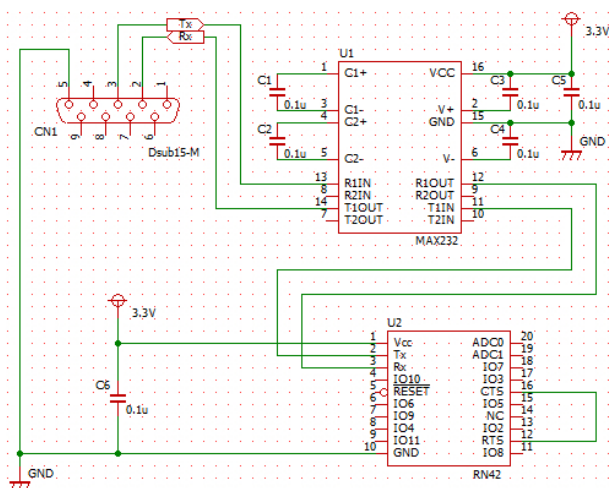 Tx
Rx
3.3V
5 4 3 2 1
9 8 7 6
CN1
Dsub15-M
U1
C1
0.1u
C2
0.1u
1 C1+ VCC 16
3 C1- V+ 2
4 C2+ GND 15
5 C2- V- 6
13 R1IN R1OUT 12
8 R2IN R2OUT 9
14 T1OUT T1IN 11
7 T2OUT T2IN 10
MAX232
C3
0.1u
C5
0.1u
C4
0.1u
GND
3.3V
C6
0.1u
GND
U2
1 Vcc ADC0 20
2 Tx ADC1 19
3 Rx IO7 18
4 IO10 IO3 17
5 RESET CTS 16
6 IO6 IO5 15
7 IO9 NC 14
8 IO4 IO2 13
9 IO11 RTS 12
10 GND IO8 11
RN42